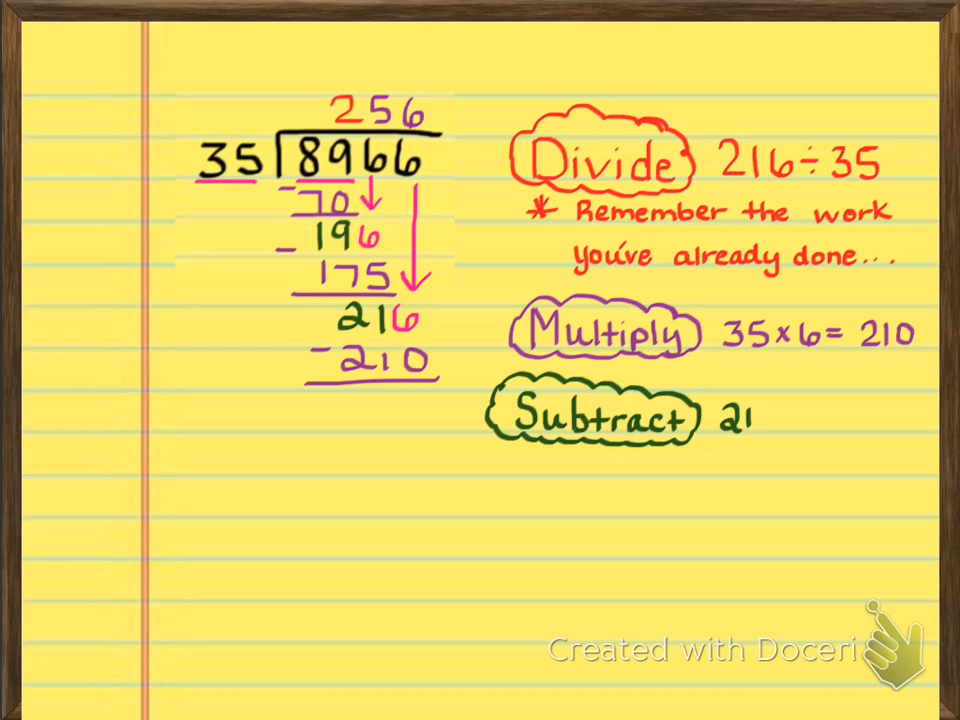 256
35 8966
-70
196
- 175
216
- 210
Divide 216÷35
* Remember the work
you've already done...
Multiply 35×6= 210
Subtract 21
Created with Doceri